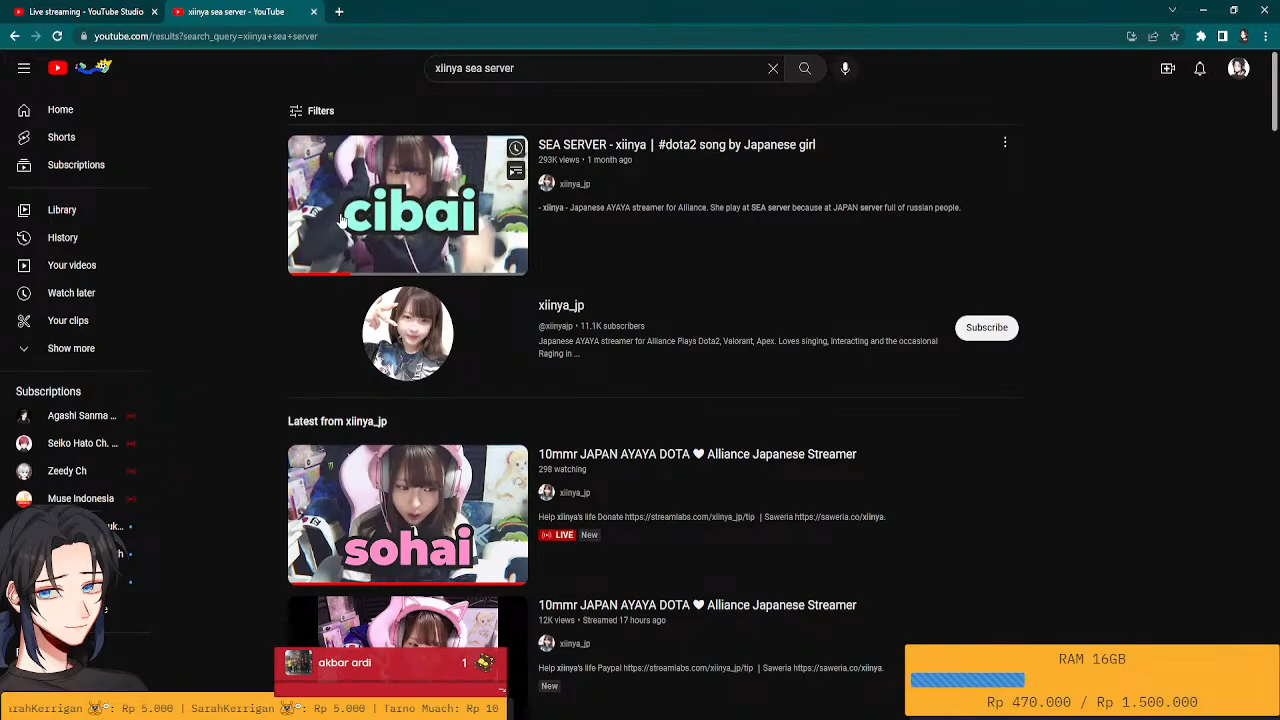 Live streaming - YouTube Studio
xiinya sea server - YouTube
youtube.com/results?search_query=xiinya+sea+server
xiinya sea server
Home
Shorts
Subscriptions
Library
History
Your videos
Watch later
Your clips
Show more
Subscriptions
Agashi Sanma ...
Seiko Hato Ch. ...
Zeedy Ch
Muse Indonesia
Filters
cibai
SEA SERVER - xiinya | #dota2 song by Japanese girl
293K views • 1 month ago
xiinya_jp
- xiinya - Japanese AYAYA streamer for Alliance. She play at SEA server because at JAPAN server full of russian people.
xiinya_jp
@xiinyajp • 11.1K subscribers
Japanese AYAYA streamer for Alliance Plays Dota2, Valorant, Apex. Loves singing, Interacting and the occasional
Raging in ...
Subscribe
Latest from xiinya_jp
sohai
10mmr JAPAN AYAYA DOTA ♥ Alliance Japanese Streamer
298 watching
xiinya_jp
Help xiinya's life Donate https://streamlabs.com/xiinya_jp/tip | Saweria https://saweria.co/xiinya.
LIVE New
10mmr JAPAN AYAYA DOTA ♥ Alliance Japanese Streamer
12K views • Streamed 17 hours ago
xiinya_jp
Help xiinya's life Paypal https://streamlabs.com/xiinya_jp/tip | Saweria https://saweria.co/xiinya.
New
akbar ardi 1
arahKerrigan : Rp 5.000 | SarahKerrigan : Rp 5.000 | Tarno Muach: Rp 10
RAM 16GB
Rp 470.000 / Rp 1.500.000